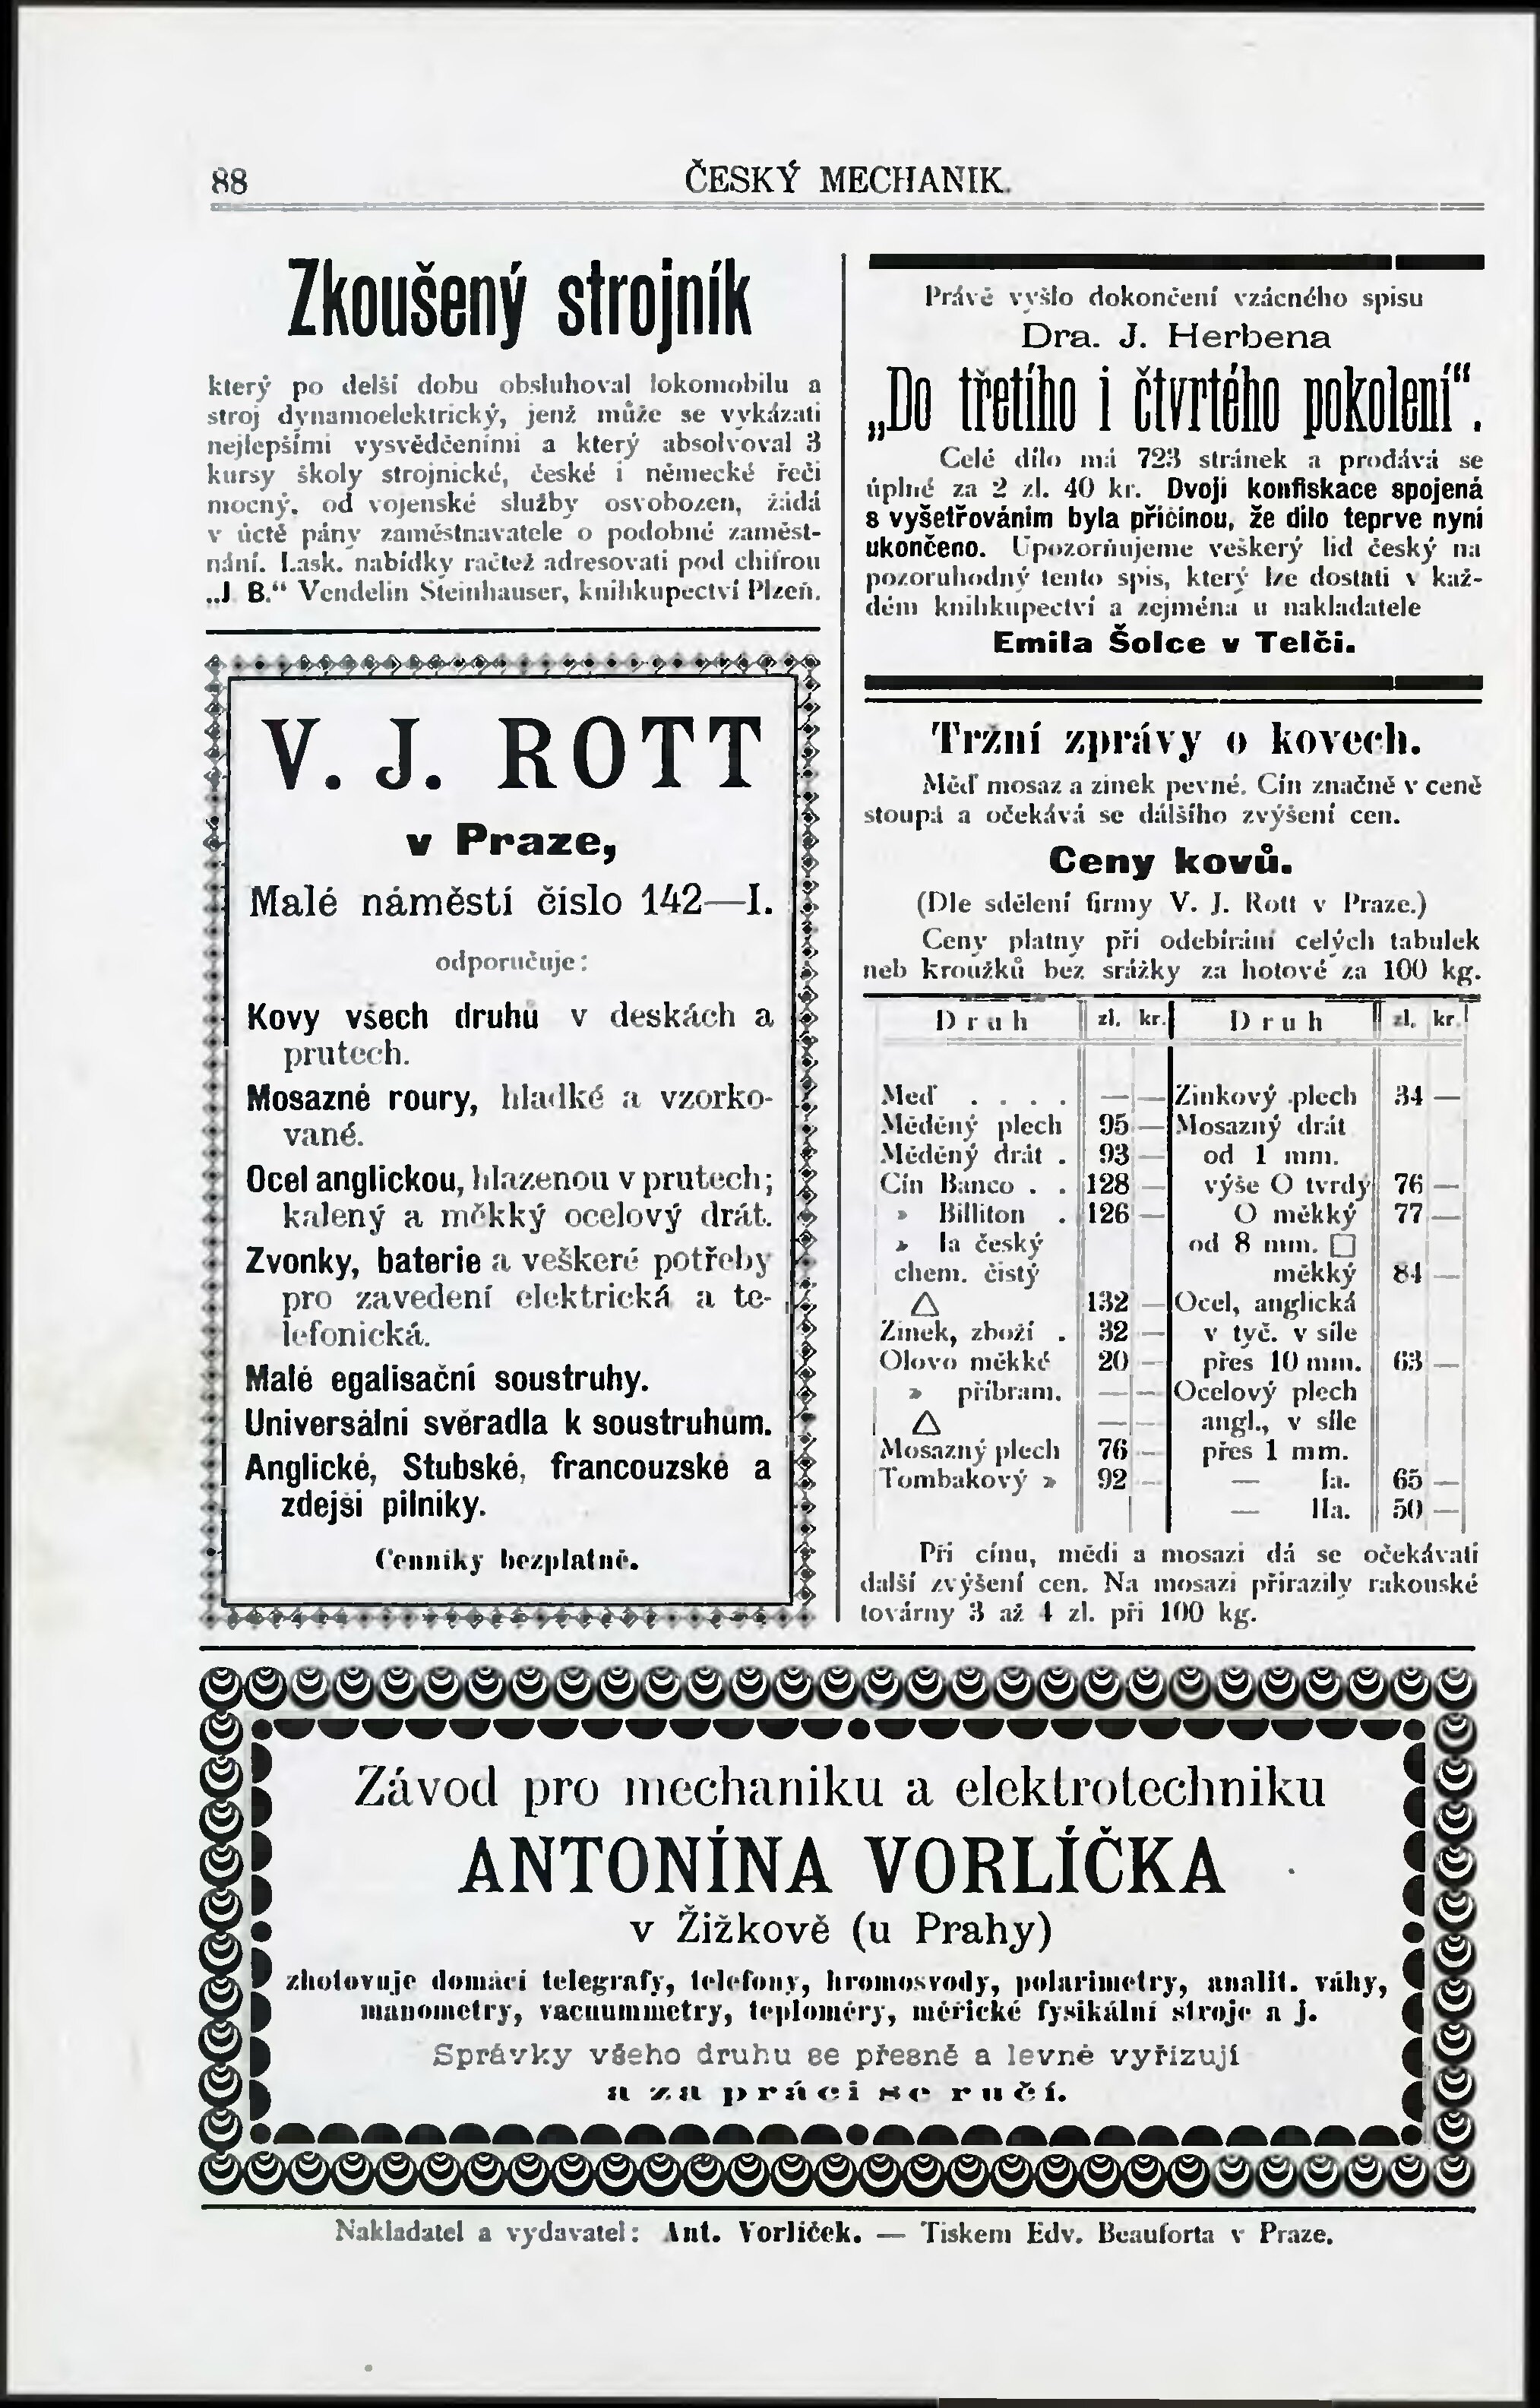 88
ČESKÝ MECHANIK.
Zkoušený strojník
který po delší dobu obsluhoval lokomobilu a
stroj dynamoelektrický, jenž může se vykázati
nejlepšími vysvědčeními a který absolvoval 3
kursy školy strojnické, české i německé řeči
mocný, od vojenské služby osvobozen, žádá
v úctě pány zaměstnavatele o podobné zaměst-
nání. Lask. nabídky račtež adresovati pod chifrou
„J B.“ Vendelín Steinhauser, knihkupectví Plzeň.
V. J. ROTT
v Praze,
Malé náměstí číslo 142—I.
odporučuje:
Kovy všech druhů v deskách a
prutech.
Mosazné roury, hladké a vzorko-
vané.
Ocel anglickou, hlazenou v prutech;
kalený a měkký ocelový drát.
Zvonky, baterie a veškeré potřeby
pro zavedení elektrická a te-
lefonická.
Malé egalisační soustruhy.
Universální svěradla k soustruhům.
Anglické, Stubské, francouzské a
zdejší pilníky.
Cenníky bezplatně.
Právě vyšlo dokončení vzácného spisu
Dra. J. Herbena
„Do třetího i čtvrtého pokolení“.
Celé dílo má 723 stránek a prodává se
úplné za 2 zl. 40 kr. Dvojí konfiskace spojená
s vyšetřováním byla příčinou, že dílo teprve nyní
ukončeno. Upozorňujeme veškerý lid český na
pozoruhodný tento spis, který lze dostati v kaž-
dém knihkupectví a zejména u nakladatele
Emila Šolce v Telči.
Tržní zprávy o kovech.
Měď mosaz a zinek pevné. Cín značně v ceně
stoupá a očekává se dálšího zvýšení cen.
Ceny kovů.
(Dle sdělení firmy V. J. Rott v Praze.)
Ceny platny při odebírání celých tabulek
neb kroužků bez srážky za hotové za 100 kg.
Druh zl. kr. Druh zl. kr.
Meď . . . . — — Zinkový plech 34 —
Měděný plech 95 — Mosazný drát
Měděný drát . 93 — od 1 mm.
Cín Banco . . 128 — výše O tvrdý 76 —
» Billiton . 126 — O měkký 77 —
» Ia český od 8 mm. □
chem. čistý měkký 84 —
△ 132 — Ocel, anglická
Zinek, zboží . 32 — v tyč. v síle
Olovo měkké 20 — přes 10 mm. 63 —
» příbram. — — Ocelový plech
△ — — angl., v síle
Mosazný plech 76 — přes 1 mm.
Tombakový » 92 — — Ia. 65 —
— IIa. 50 —
Při cínu, mědi a mosazi dá se očekávati
další zvýšení cen. Na mosazi přirazily rakouské
továrny 3 až 4 zl. při 100 kg.
Závod pro mechaniku a elektrotechniku
ANTONÍNA VORLÍČKA
v Žižkově (u Prahy)
zhotovuje domácí telegrafy, telefony, hromosvody, polarimetry, analit. váhy,
manometry, vacuummetry, teploměry, měřické fysikální stroje a j.
Správky všeho druhu se přesně a levně vyřizují
a za práci se ručí.
Nakladatel a vydavatel: Ant. Vorlíček. — Tiskem Edv. Beauforta v Praze.